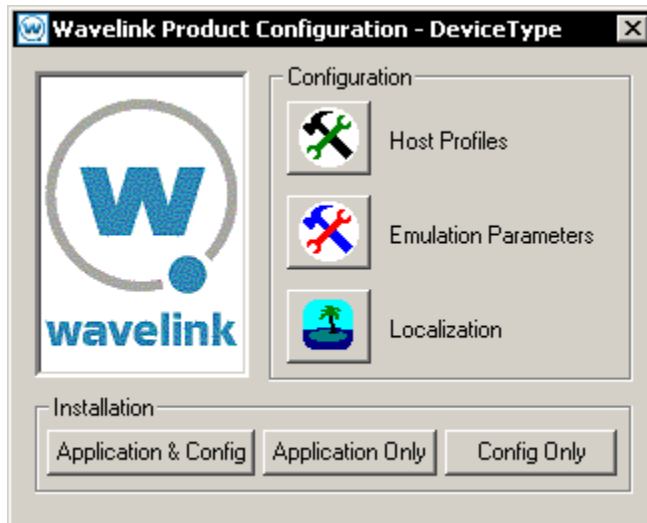 Wavelink Product Configuration - DeviceType
Configuration
Host Profiles
Emulation Parameters
Localization
wavelink
Installation
Application & Config
Application Only
Config Only